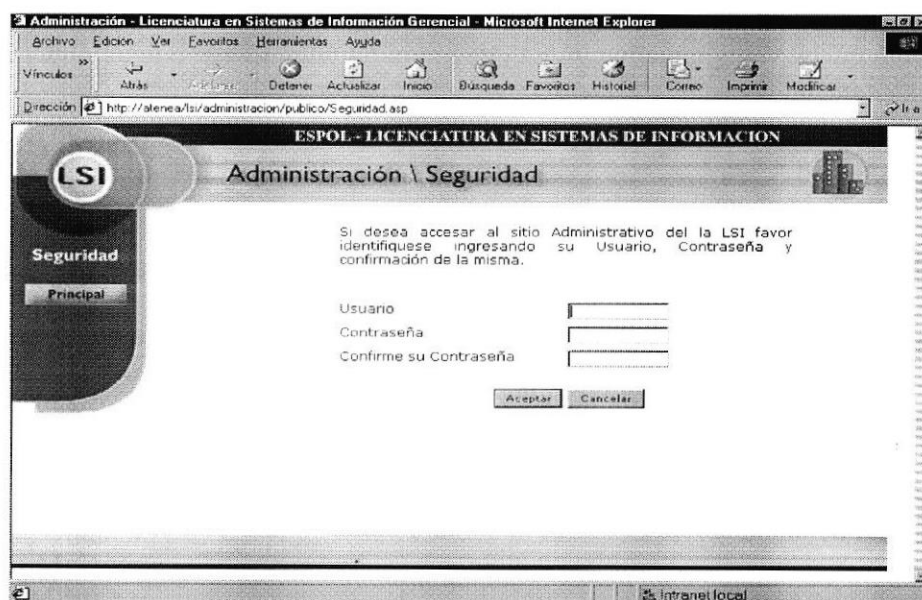 Administración - Licenciatura en Sistemas de Información Gerencial - Microsoft Internet Explorer
Archivo Edición Ver Favoritos Herramientas Ayuda
Vínculos » Atrás Adelante Detener Actualizar Inicio Búsqueda Favoritos Historial Correo Imprimir Modificar
Dirección http://atenea/lsi/administracion/publico/Seguridad.asp Ir a
ESPOL - LICENCIATURA EN SISTEMAS DE INFORMACION
LSI
Administración \ Seguridad
Seguridad
Principal
Si desea accesar al sitio Administrativo del la LSI favor
identifiquese ingresando su Usuario, Contraseña y
confirmación de la misma.
Usuario
Contraseña
Confirme su Contraseña
Aceptar Cancelar
Intranet local